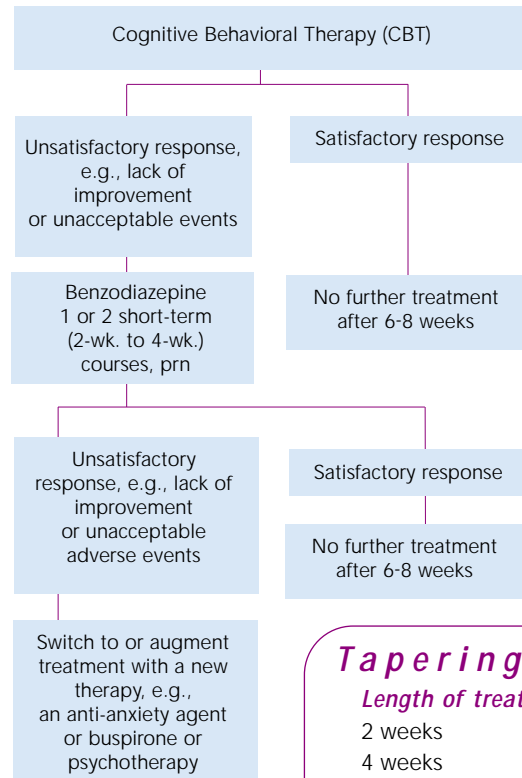 Cognitive Behavioral Therapy (CBT)
Unsatisfactory response,
e.g., lack of
improvement
or unacceptable events
Satisfactory response
Benzodiazepine
1 or 2 short-term
(2-wk. to 4-wk.)
courses, prn
No further treatment
after 6-8 weeks
Unsatisfactory
response, e.g., lack of
improvement
or unacceptable
adverse events
Satisfactory response
No further treatment
after 6-8 weeks
Switch to or augment
treatment with a new
therapy, e.g.,
an anti-anxiety agent
or buspirone or
psychotherapy
Tapering
Length of treat
2 weeks
4 weeks